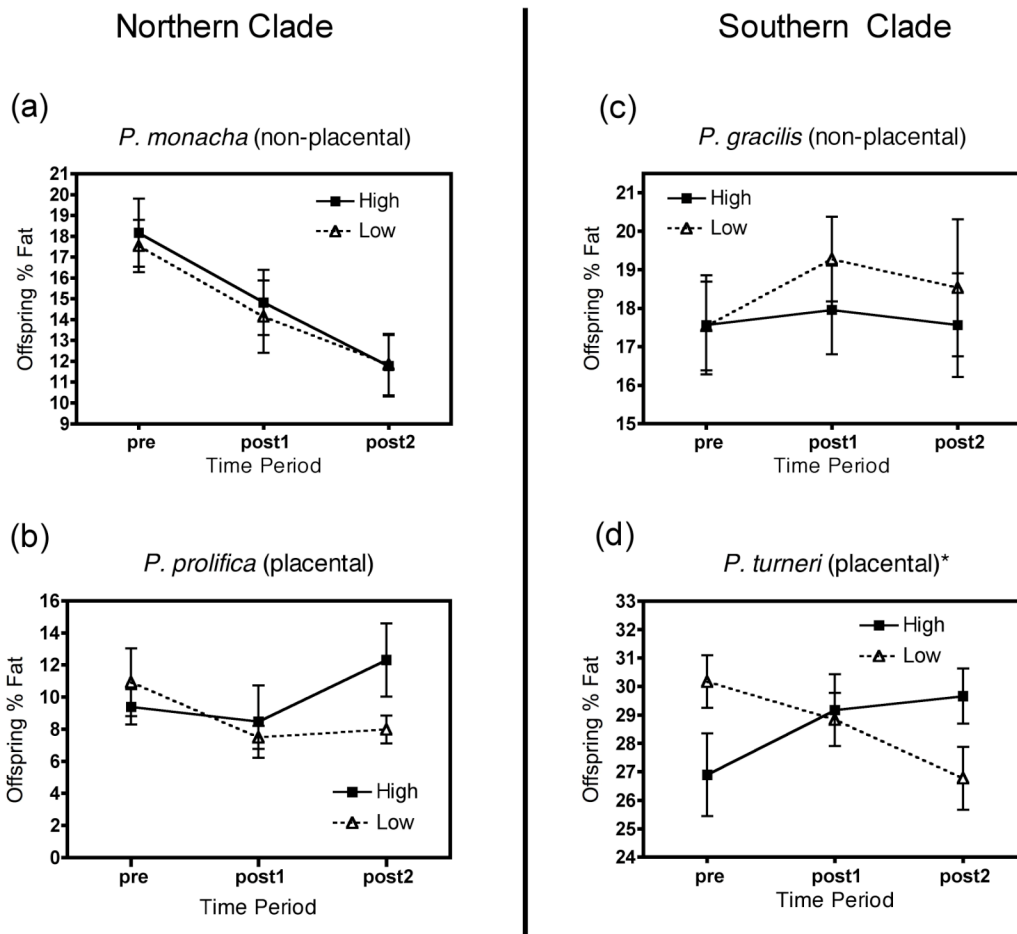 Northern Clade
Southern Clade
(a)
P. monacha (non-placental)
21
20
19
18
17
16
15
14
13
12
11
10
9
Offspring % Fat
High
Low
pre post1 post2
Time Period
(b)
P. prolifica (placental)
16
14
12
10
8
6
4
2
0
Offspring % Fat
High
Low
pre post1 post2
Time Period
(c)
P. gracilis (non-placental)
21
20
19
18
17
16
15
Offspring % Fat
High
Low
pre post1 post2
Time Period
(d)
P. turneri (placental)*
33
32
31
30
29
28
27
26
25
24
Offspring % Fat
High
Low
pre post1 post2
Time Period